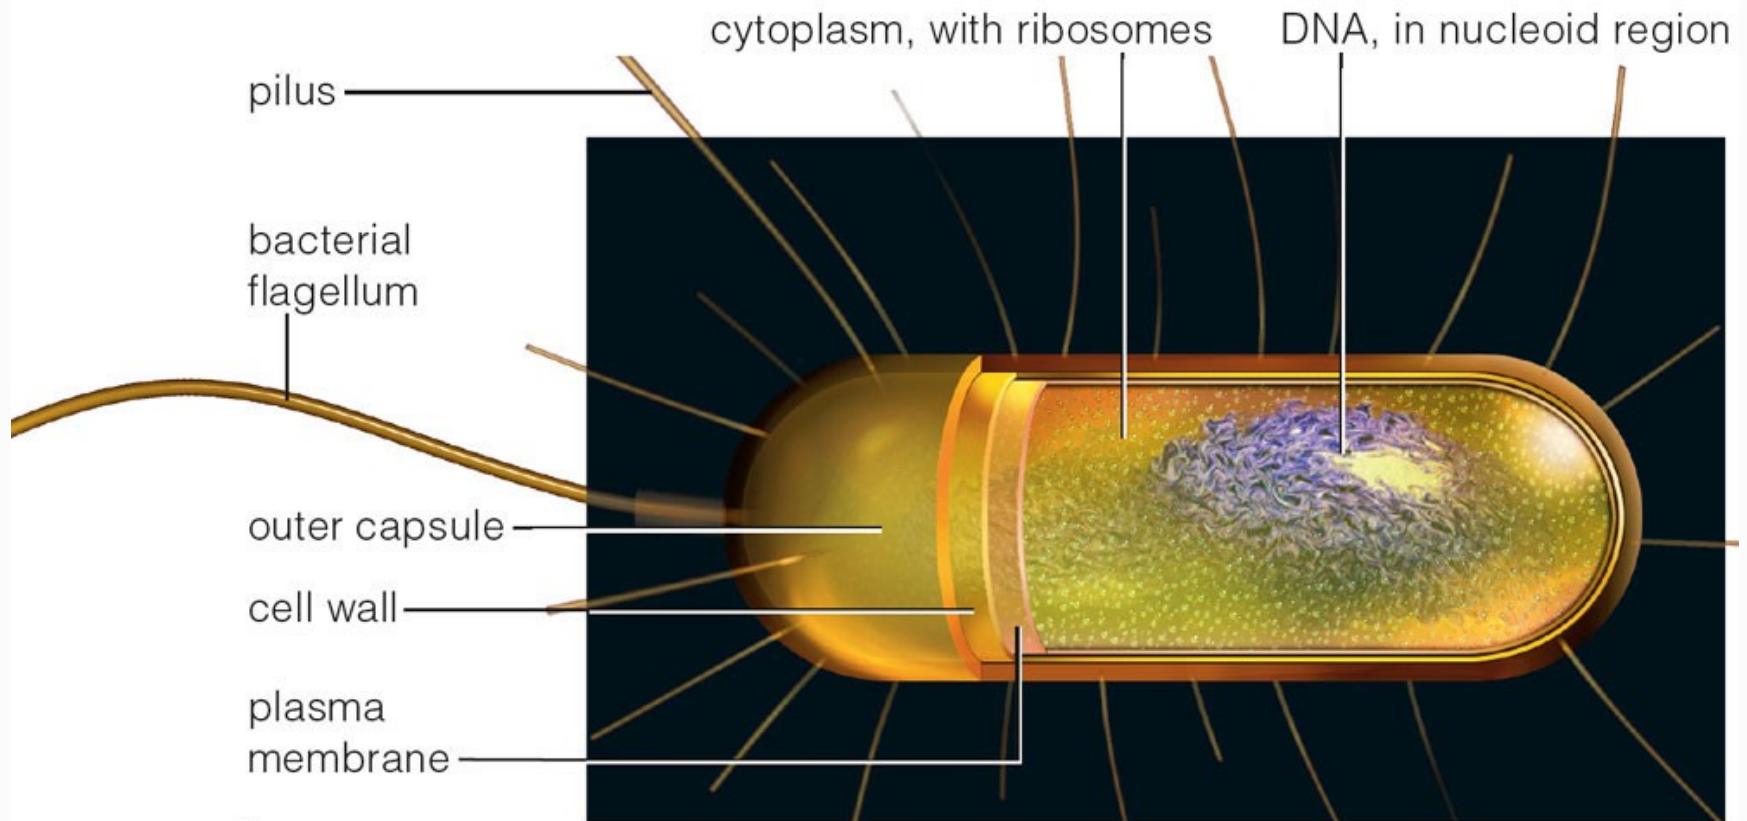 cytoplasm, with ribosomes
DNA, in nucleoid region
pilus
bacterial
flagellum
outer capsule
cell wall
plasma
membrane